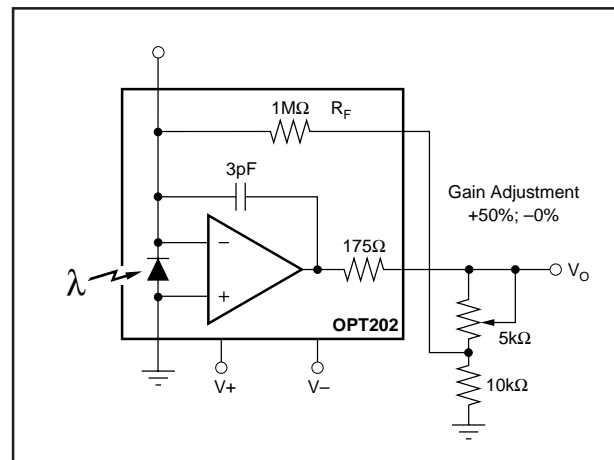 1MΩ R_F
3pF
Gain Adjustment
+50%; –0%
175Ω
λ
V_O
5kΩ
OPT202
10kΩ
V+
V–